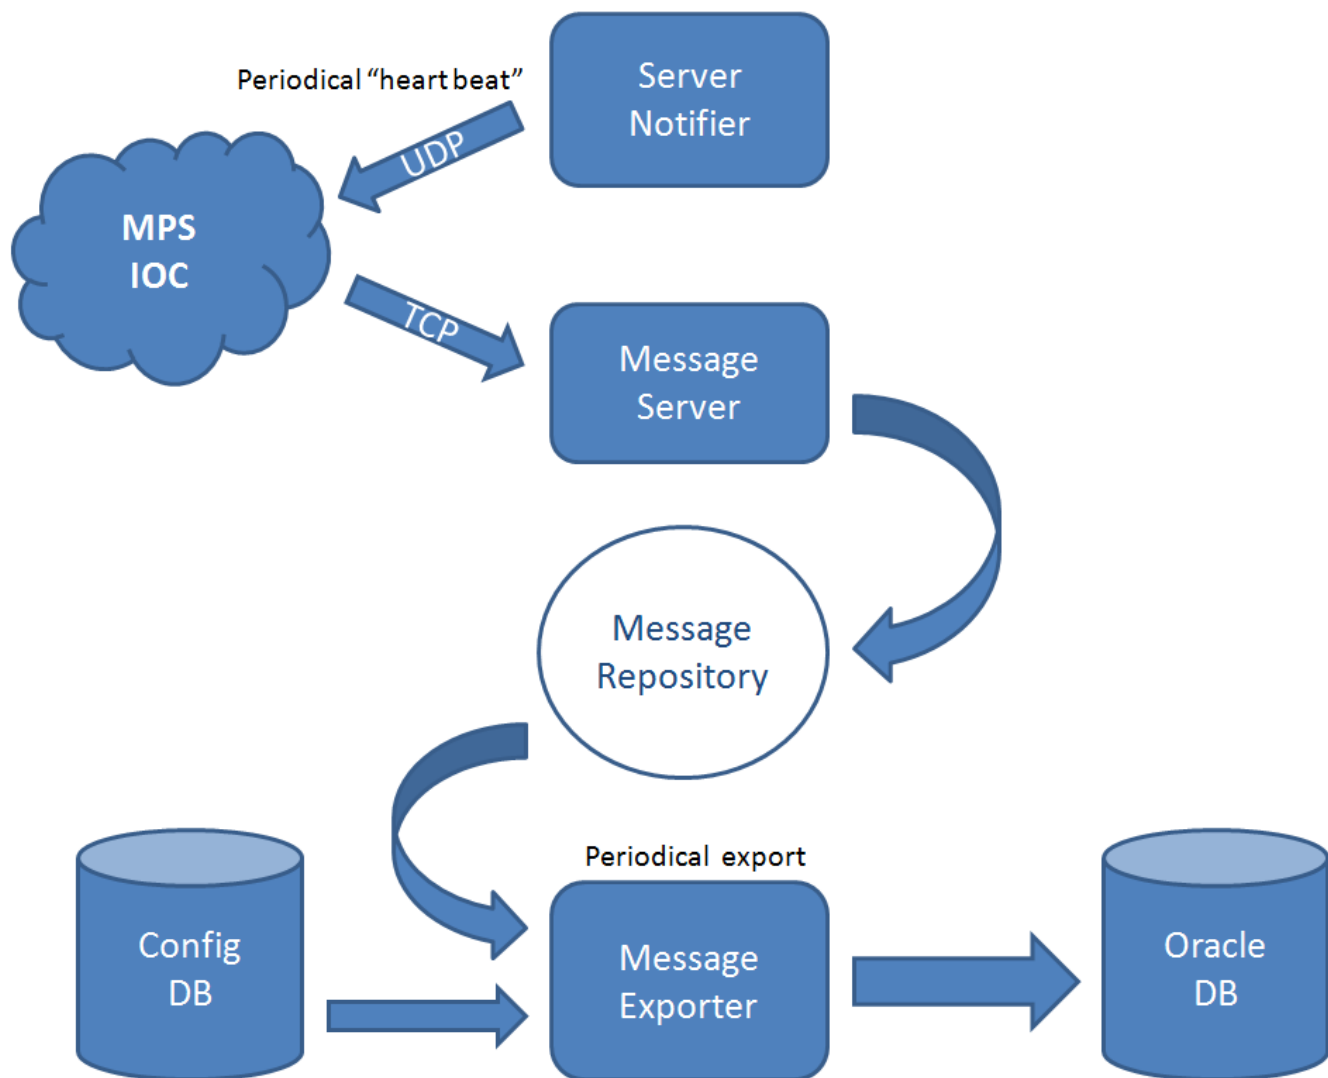 Periodical “heart beat”
Server
Notifier
UDP
MPS
IOC
TCP
Message
Server
Message
Repository
Periodical export
Config
DB
Message
Exporter
Oracle
DB